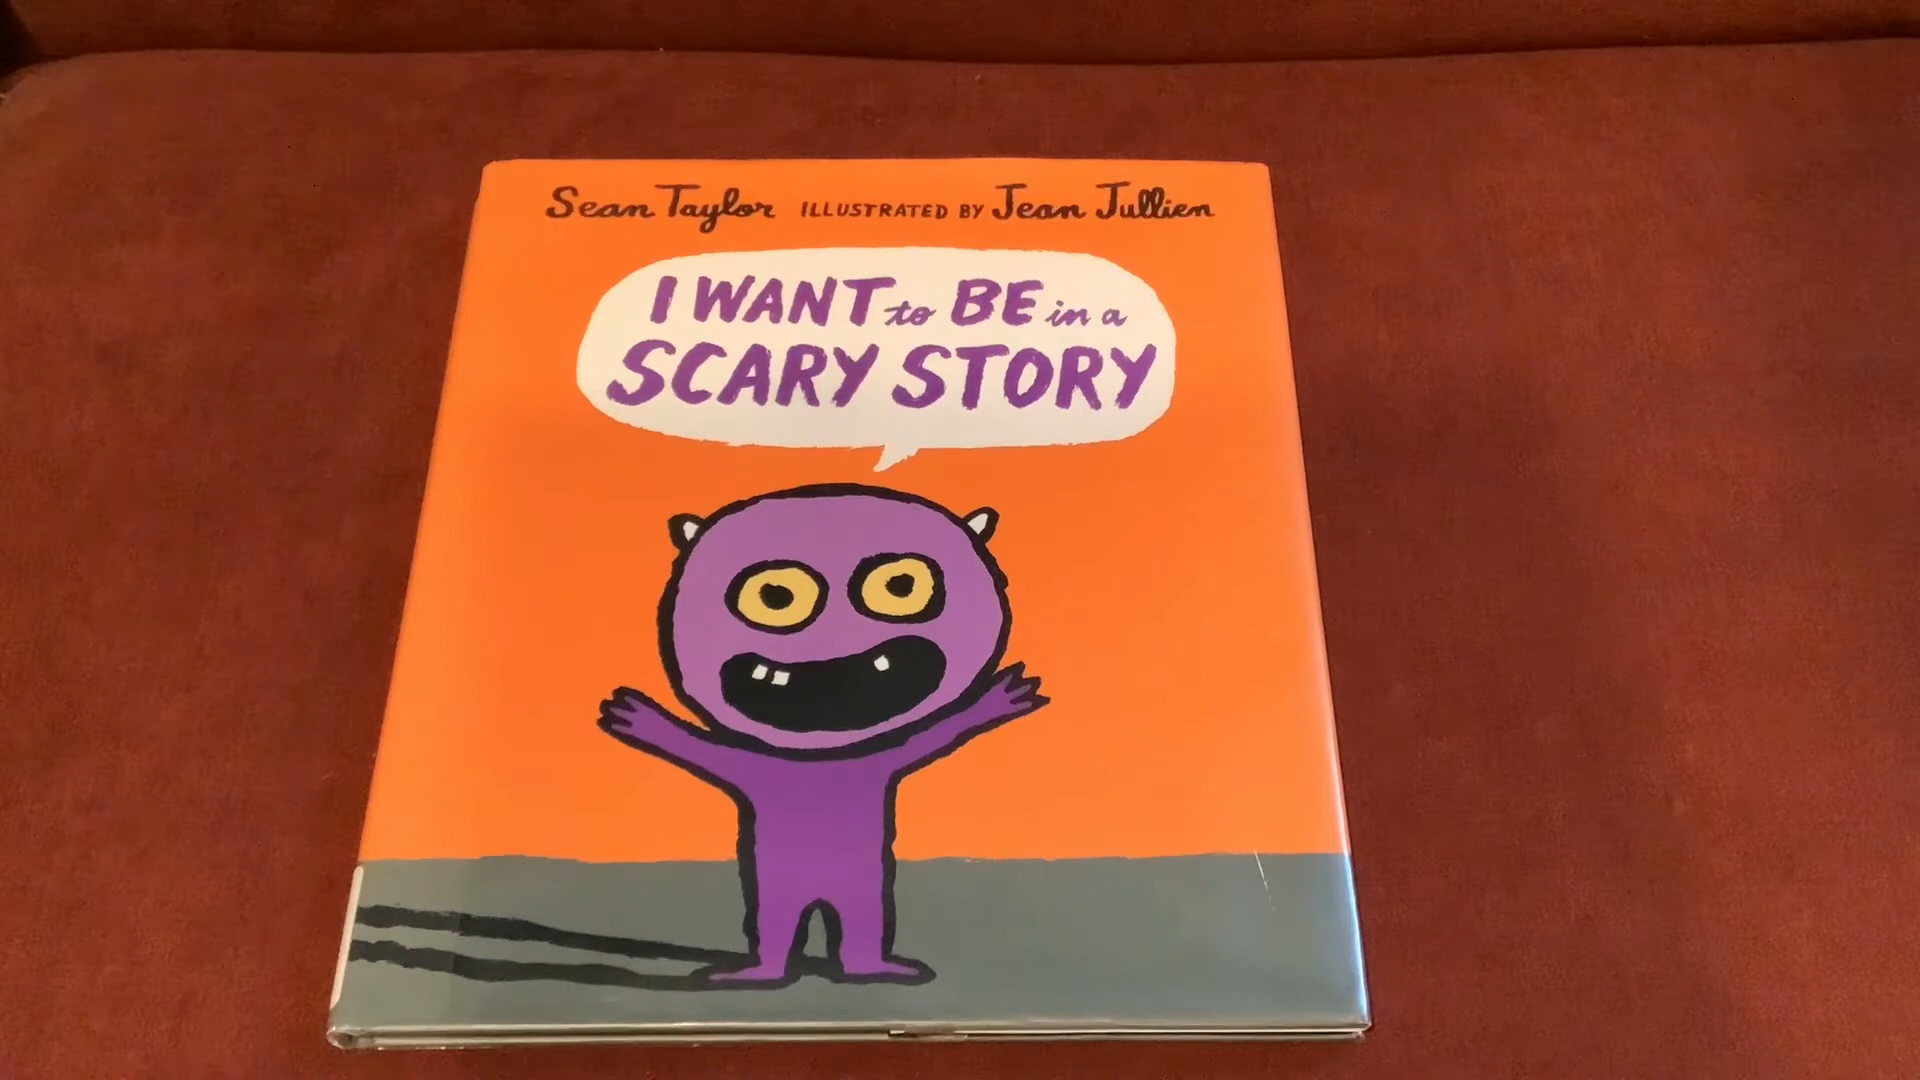 Sean Taylor ILLUSTRATED BY Jean Jullien
I WANT to BE in a
SCARY STORY